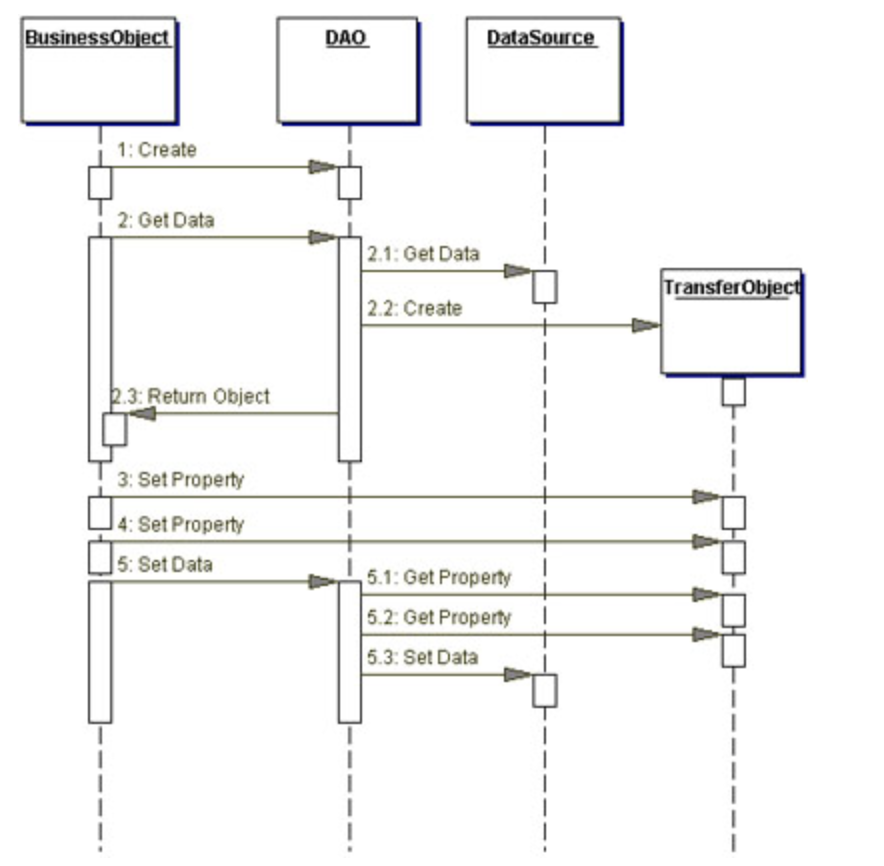 BusinessObject
DAO
DataSource
1: Create
2: Get Data
2.1: Get Data
TransferObject
2.2: Create
2.3: Return Object
3: Set Property
4: Set Property
5: Set Data
5.1: Get Property
5.2: Get Property
5.3: Set Data